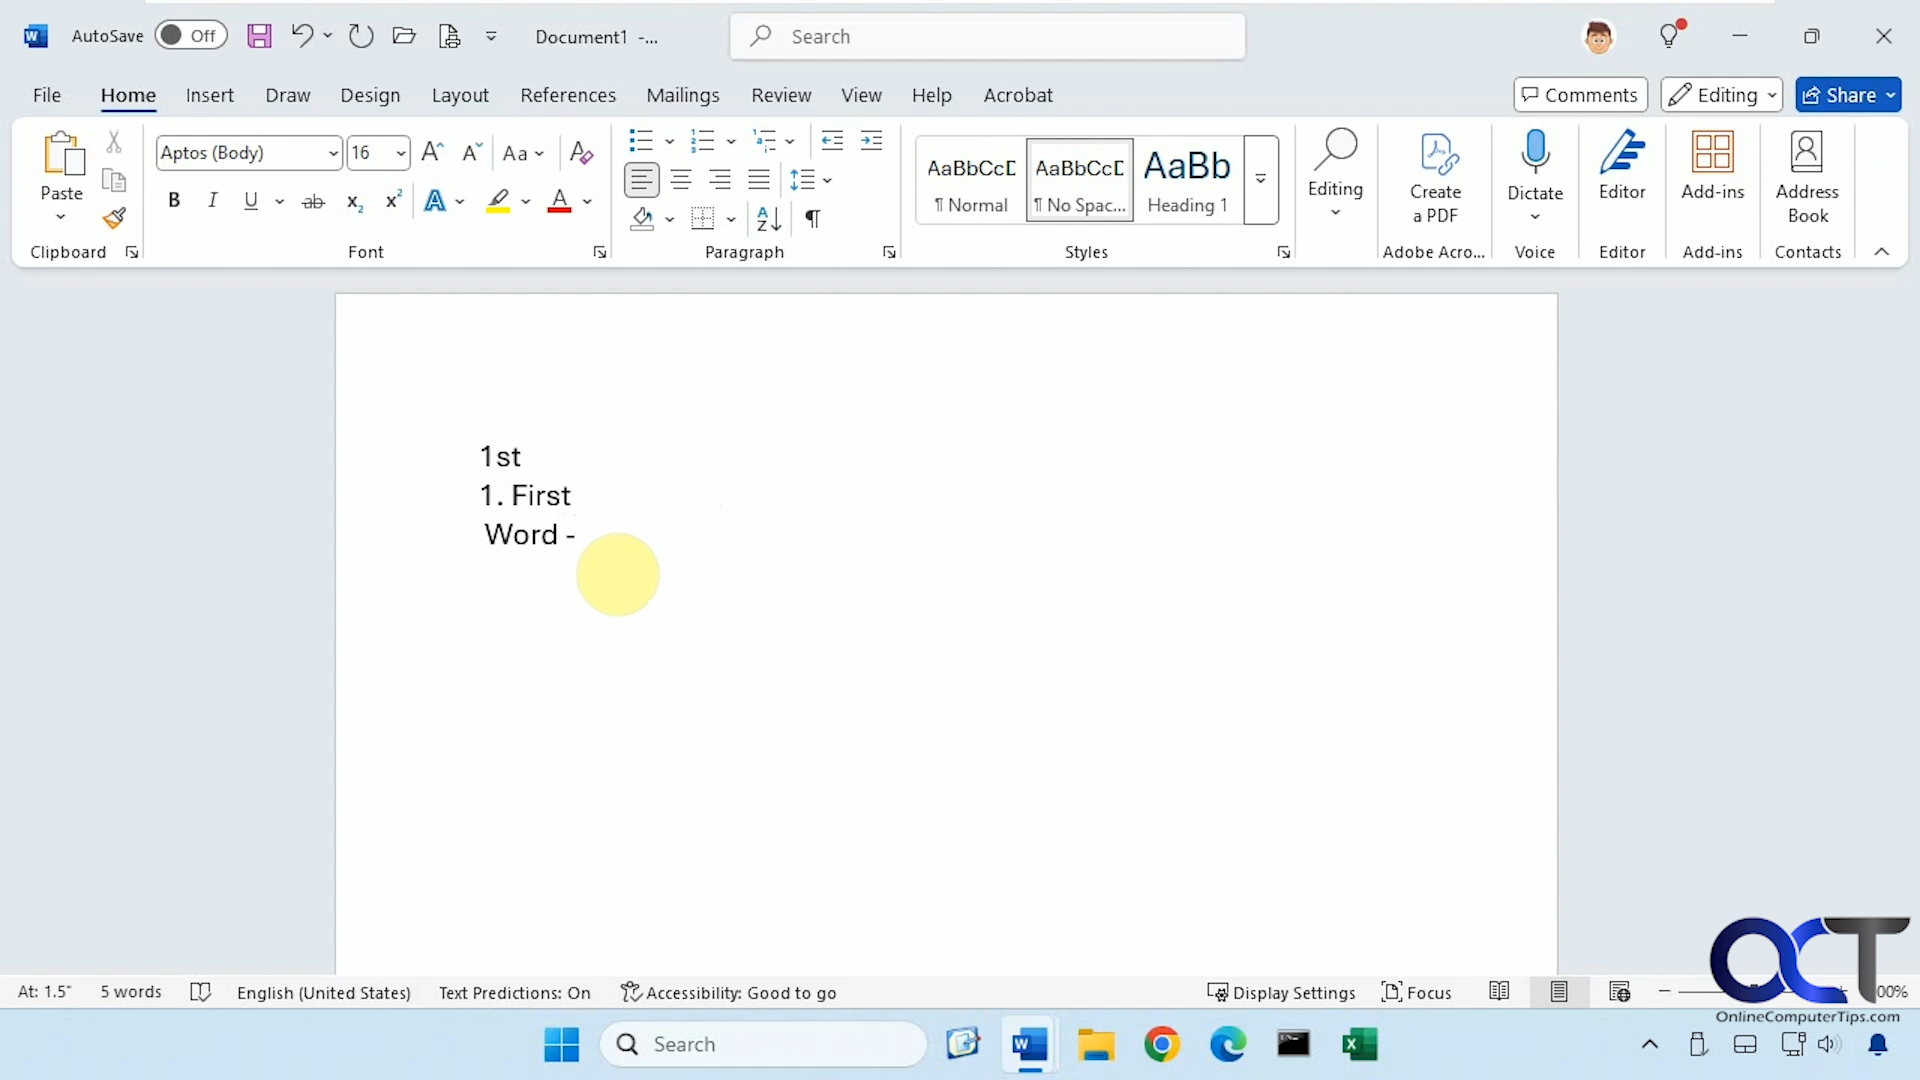 AutoSave Off Document1 -... Search
File Home Insert Draw Design Layout References Mailings Review View Help Acrobat Comments Editing Share
Paste
Clipboard
Aptos (Body) 16 Aa
B I U ab x₂ x² A A
Font
Paragraph
AaBbCcD AaBbCcD AaBb
¶ Normal ¶ No Spac... Heading 1
Styles
Editing
Create a PDF
Adobe Acro...
Dictate
Voice
Editor
Editor
Add-ins
Add-ins
Address Book
Contacts
1st
1. First
Word -
At: 1.5" 5 words English (United States) Text Predictions: On Accessibility: Good to go Display Settings Focus
OCT
OnlineComputerTips.com
Search